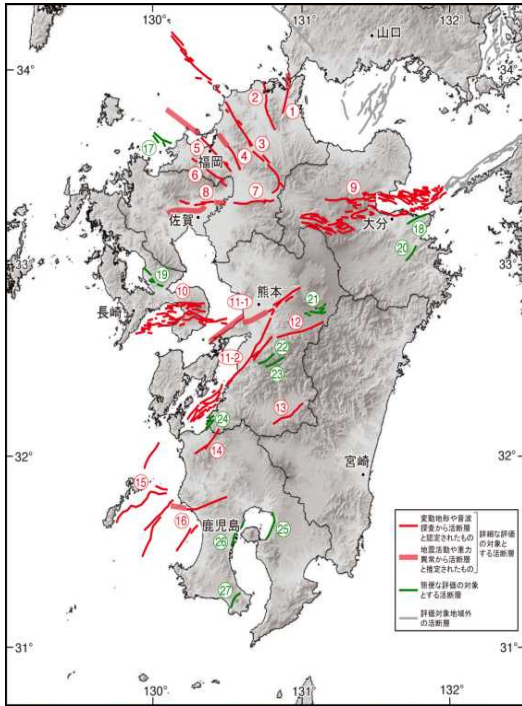 130° 131° 132°
山口
34° 34°
②
①
⑰
③
⑤
福岡
④
⑥
⑧
⑦
⑨
佐賀
大分
⑱
33° 33°
⑳
⑲
⑩
11-1
熊本
㉑
長崎
⑫
11-2
㉒
㉓
⑬
㉔
32° 32°
⑭
宮崎
⑮
⑯
鹿児島
㉖
㉕
㉗
変動地形や音波
探査から活断層
と認定されたもの
地震活動や重力
異常から活断層
と推定されたもの
詳細な評価
の対象と
する活断層
簡便な評価の対象
とする活断層
評価対象地域外
の活断層
31° 31°
130° 131° 132°